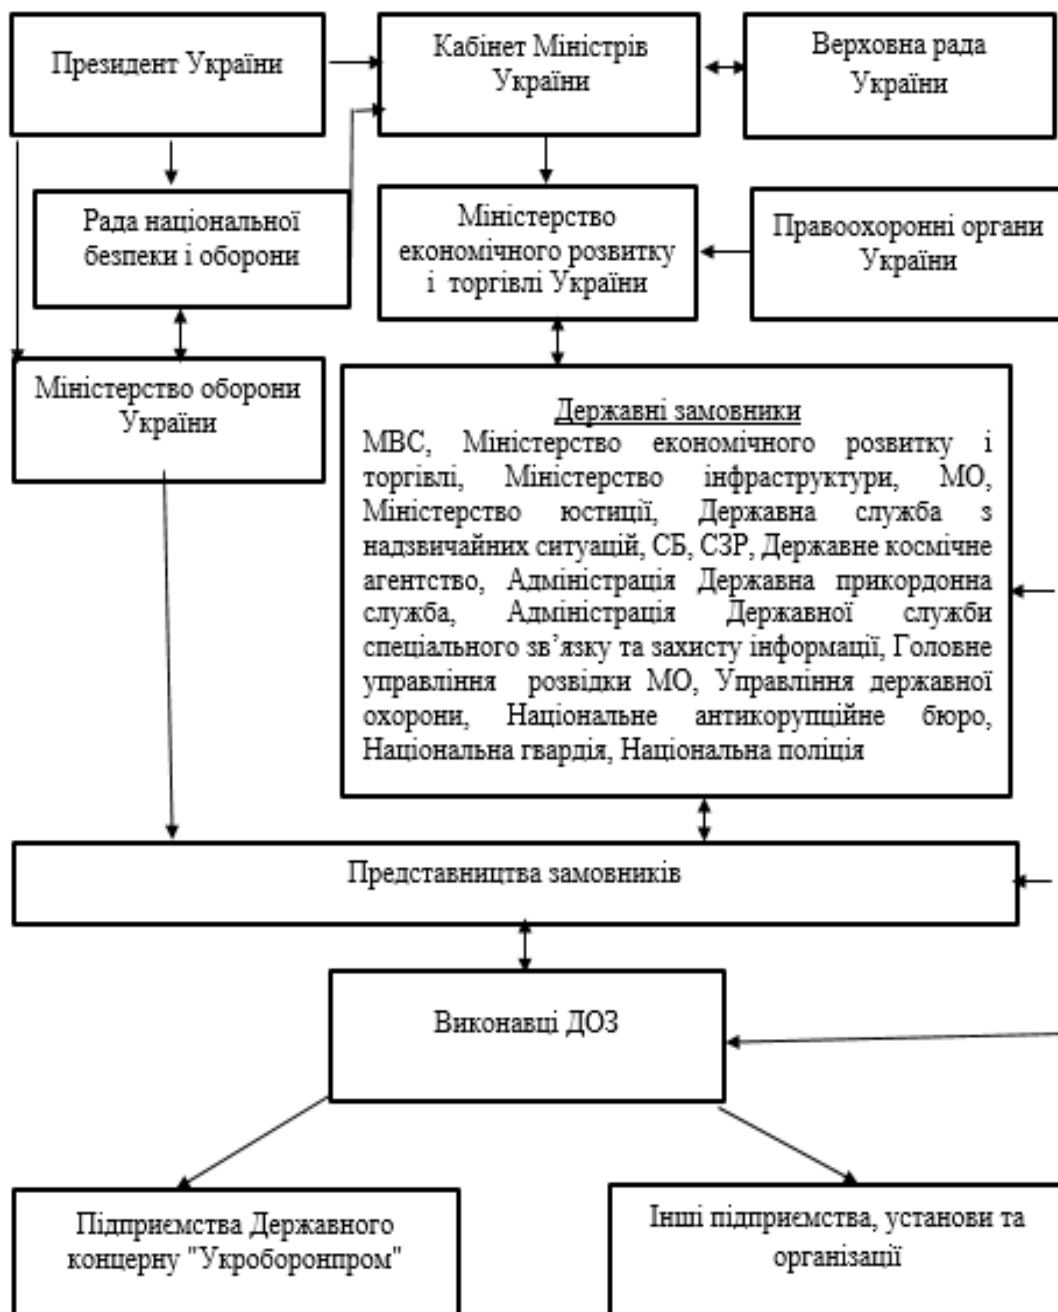 Президент України
Кабінет Міністрів
України
Верховна рада
України
Рада національної
безпеки і оборони
Міністерство
економічного розвитку
і торгівлі України
Правоохоронні органи
України
Міністерство оборони
України
Державні замовники
МВС, Міністерство економічного розвитку і
торгівлі, Міністерство інфраструктури, МО,
Міністерство юстиції, Державна служба з
надзвичайних ситуацій, СБ, СЗР, Державне космічне
агентство, Адміністрація Державна прикордонна
служба, Адміністрація Державної служби
спеціального зв’язку та захисту інформації, Головне
управління розвідки МО, Управління державної
охорони, Національне антикорупційне бюро,
Національна гвардія, Національна поліція
Представництва замовників
Виконавці ДОЗ
Підприємства Державного
концерну "Укроборонпром"
Інші підприємства, установи та
організації